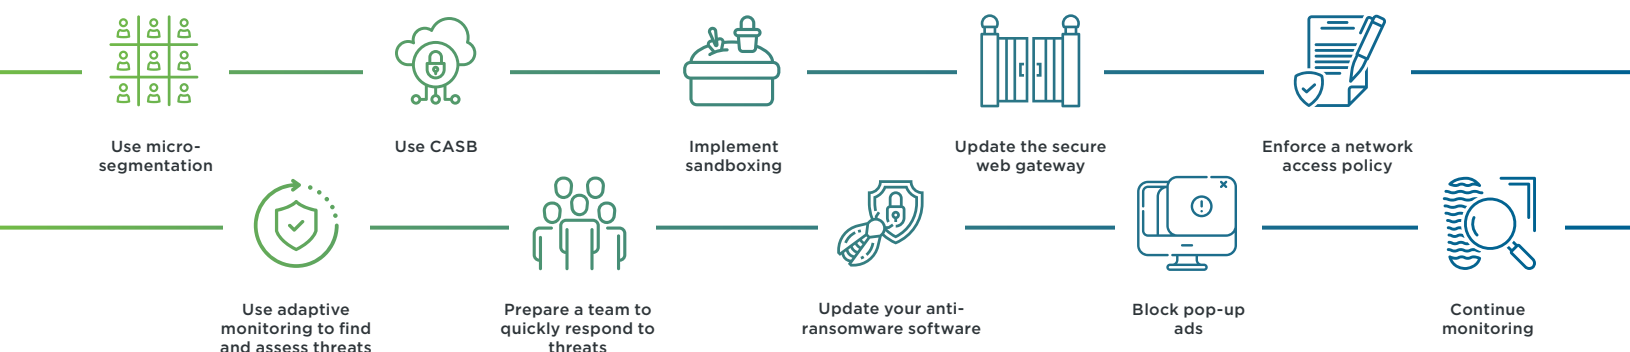 Use micro-
segmentation
Use CASB
Implement
sandboxing
Update the secure
web gateway
Enforce a network
access policy
Use adaptive
monitoring to find
and assess threats
Prepare a team to
quickly respond to
threats
Update your anti-
ransomware software
Block pop-up
ads
Continue
monitoring